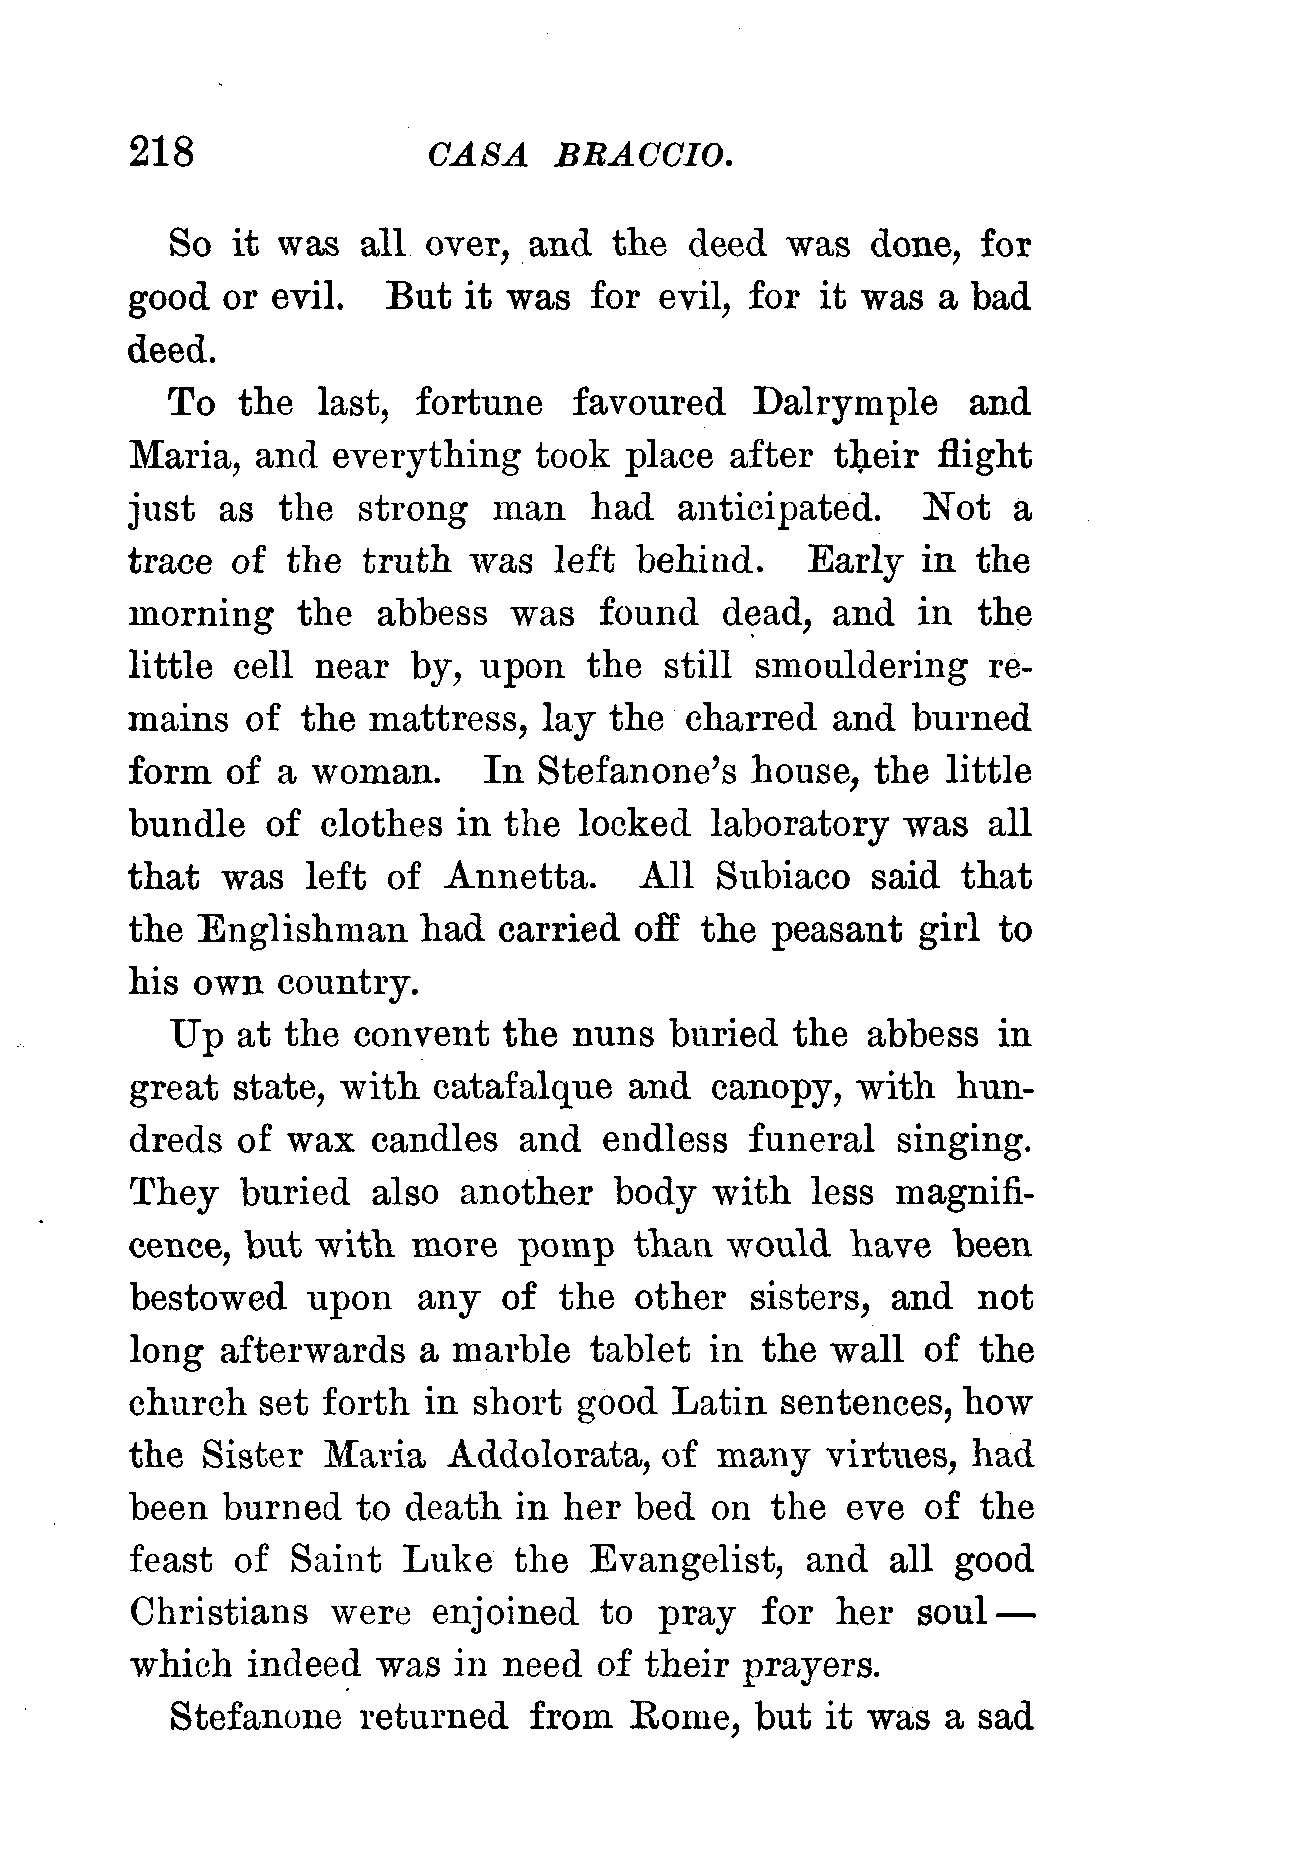 218 CASA BRACCIO.
So it was all over, and the deed was done, for
good or evil. But it was for evil, for it was a bad
deed.
To the last, fortune favoured Dalrymple and
Maria, and everything took place after their flight
just as the strong man had anticipated. Not a
trace of the truth was left behind. Early in the
morning the abbess was found dead, and in the
little cell near by, upon the still smouldering re-
mains of the mattress, lay the charred and burned
form of a woman. In Stefanone's house, the little
bundle of clothes in the locked laboratory was all
that was left of Annetta. All Subiaco said that
the Englishman had carried off the peasant girl to
his own country.
Up at the convent the nuns buried the abbess in
great state, with catafalque and canopy, with hun-
dreds of wax candles and endless funeral singing.
They buried also another body with less magnifi-
cence, but with more pomp than would have been
bestowed upon any of the other sisters, and not
long afterwards a marble tablet in the wall of the
church set forth in short good Latin sentences, how
the Sister Maria Addolorata, of many virtues, had
been burned to death in her bed on the eve of the
feast of Saint Luke the Evangelist, and all good
Christians were enjoined to pray for her soul —
which indeed was in need of their prayers.
Stefanone returned from Rome, but it was a sad